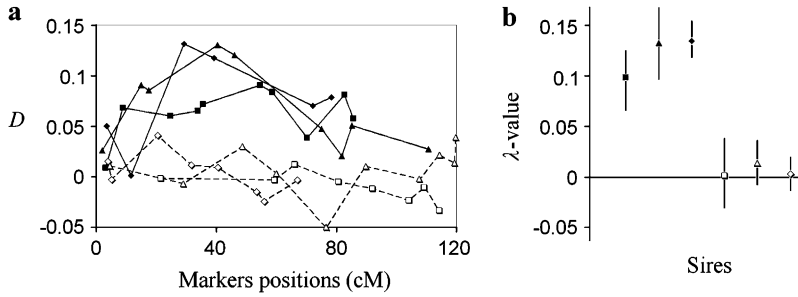 a
0.15
0.1
0.05
0
-0.05
D
0 40 80 120
Markers positions (cM)
b
0.15
0.1
0.05
0
-0.05
λ-value
Sires